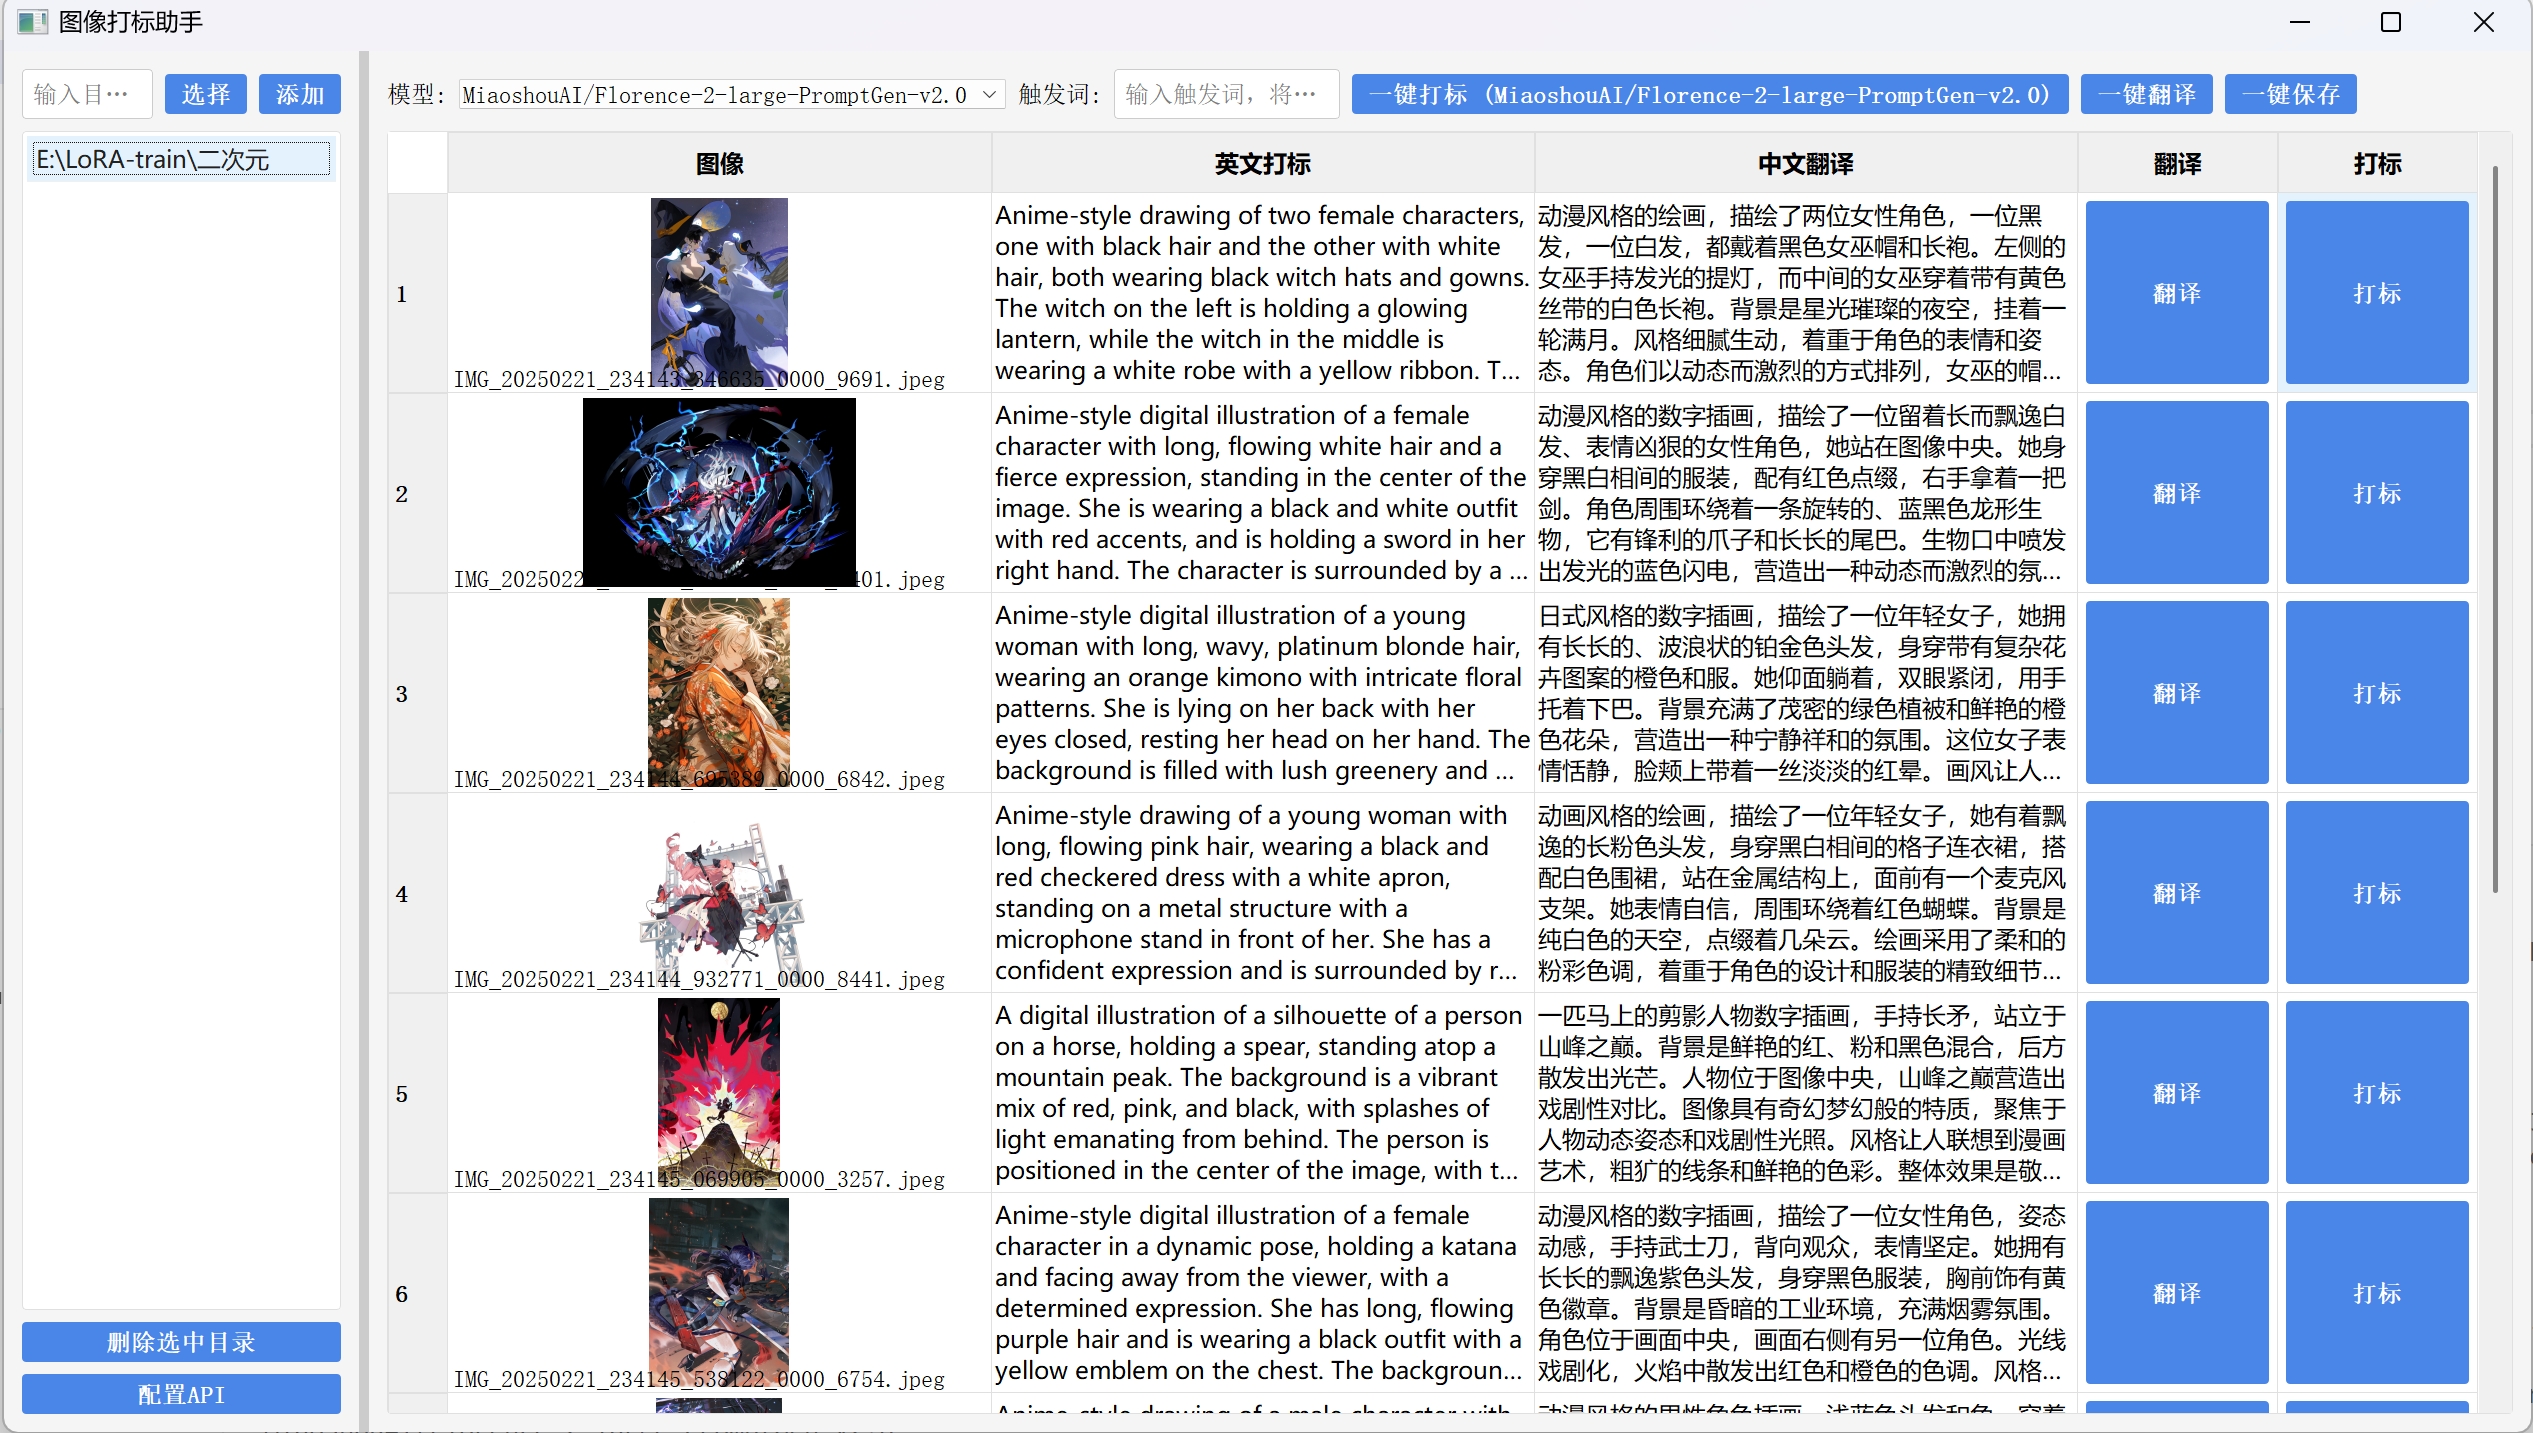 图像打标助手
输入目…
选择
添加
E:\LoRA-train\二次元
删除选中目录
配置API
模型:
MiaoshouAI/Florence-2-large-PromptGen-v2.0
触发词:
输入触发词，将…
一键打标 (MiaoshouAI/Florence-2-large-PromptGen-v2.0)
一键翻译
一键保存
图像
英文打标
中文翻译
翻译
打标
1
IMG_20250221_234143_346635_0000_9691.jpeg
Anime-style drawing of two female characters,
one with black hair and the other with white
hair, both wearing black witch hats and gowns.
The witch on the left is holding a glowing
lantern, while the witch in the middle is
wearing a white robe with a yellow ribbon. T...
动漫风格的绘画，描绘了两位女性角色，一位黑
发，一位白发，都戴着黑色女巫帽和长袍。左侧的
女巫手持发光的提灯，而中间的女巫穿着带有黄色
丝带的白色长袍。背景是星光璀璨的夜空，挂着一
轮满月。风格细腻生动，着重于角色的表情和姿
态。角色们以动态而激烈的方式排列，女巫的帽...
翻译
打标
2
IMG_2025022
401.jpeg
Anime-style digital illustration of a female
character with long, flowing white hair and a
fierce expression, standing in the center of the
image. She is wearing a black and white outfit
with red accents, and is holding a sword in her
right hand. The character is surrounded by a ...
动漫风格的数字插画，描绘了一位留着长而飘逸白
发、表情凶狠的女性角色，她站在图像中央。她身
穿黑白相间的服装，配有红色点缀，右手拿着一把
剑。角色周围环绕着一条旋转的、蓝黑色龙形生
物，它有锋利的爪子和长长的尾巴。生物口中喷发
出发光的蓝色闪电，营造出一种动态而激烈的氛...
翻译
打标
3
IMG_20250221_234144_695389_0000_6842.jpeg
Anime-style digital illustration of a young
woman with long, wavy, platinum blonde hair,
wearing an orange kimono with intricate floral
patterns. She is lying on her back with her
eyes closed, resting her head on her hand. The
background is filled with lush greenery and ...
日式风格的数字插画，描绘了一位年轻女子，她拥
有长长的、波浪状的铂金色头发，身穿带有复杂花
卉图案的橙色和服。她仰面躺着，双眼紧闭，用手
托着下巴。背景充满了茂密的绿色植被和鲜艳的橙
色花朵，营造出一种宁静祥和的氛围。这位女子表
情恬静，脸颊上带着一丝淡淡的红晕。画风让人...
翻译
打标
4
IMG_20250221_234144_932771_0000_8441.jpeg
Anime-style drawing of a young woman with
long, flowing pink hair, wearing a black and
red checkered dress with a white apron,
standing on a metal structure with a
microphone stand in front of her. She has a
confident expression and is surrounded by r...
动画风格的绘画，描绘了一位年轻女子，她有着飘
逸的长粉色头发，身穿黑白相间的格子连衣裙，搭
配白色围裙，站在金属结构上，面前有一个麦克风
支架。她表情自信，周围环绕着红色蝴蝶。背景是
纯白色的天空，点缀着几朵云。绘画采用了柔和的
粉彩色调，着重于角色的设计和服装的精致细节...
翻译
打标
5
IMG_20250221_234145_069905_0000_3257.jpeg
A digital illustration of a silhouette of a person
on a horse, holding a spear, standing atop a
mountain peak. The background is a vibrant
mix of red, pink, and black, with splashes of
light emanating from behind. The person is
positioned in the center of the image, with t...
一匹马上的剪影人物数字插画，手持长矛，站立于
山峰之巅。背景是鲜艳的红、粉和黑色混合，后方
散发出光芒。人物位于图像中央，山峰之巅营造出
戏剧性对比。图像具有奇幻梦幻般的特质，聚焦于
人物动态姿态和戏剧性光照。风格让人联想到漫画
艺术，粗犷的线条和鲜艳的色彩。整体效果是敬...
翻译
打标
6
IMG_20250221_234145_538122_0000_6754.jpeg
Anime-style digital illustration of a female
character in a dynamic pose, holding a katana
and facing away from the viewer, with a
determined expression. She has long, flowing
purple hair and is wearing a black outfit with a
yellow emblem on the chest. The backgroun...
动漫风格的数字插画，描绘了一位女性角色，姿态
动感，手持武士刀，背向观众，表情坚定。她拥有
长长的飘逸紫色头发，身穿黑色服装，胸前饰有黄
色徽章。背景是昏暗的工业环境，充满烟雾氛围。
角色位于画面中央，画面右侧有另一位角色。光线
戏剧化，火焰中散发出红色和橙色的色调。风格...
翻译
打标
Anime-style drawing of a male character with